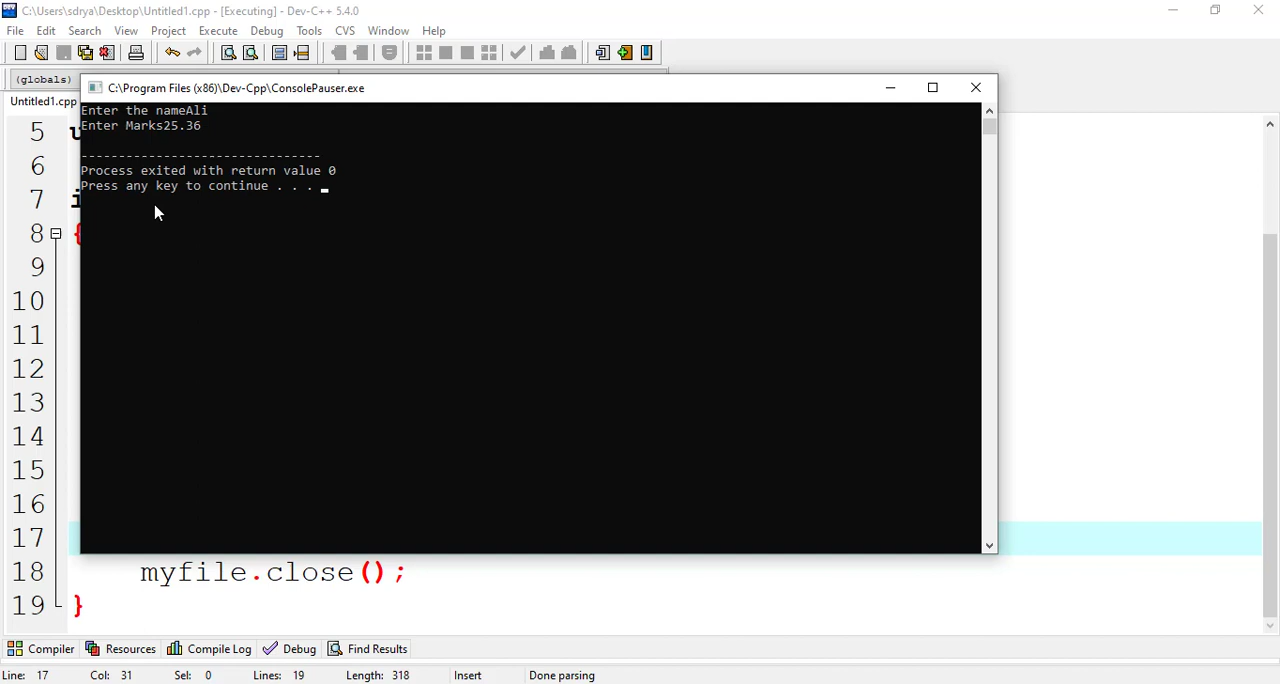 C:\Users\sdrya\Desktop\Untitled1.cpp - [Executing] - Dev-C++ 5.4.0
File Edit Search View Project Execute Debug Tools CVS Window Help
(globals)
Untitled1.cpp
C:\Program Files (x86)\Dev-Cpp\ConsolePauser.exe
Enter the nameAli
Enter Marks25.36
--------------------------------
Process exited with return value 0
Press any key to continue . . .
5
6
7 i
8 {
9
10
11
12
13
14
15
16
17
18 myfile.close();
19 }
Compiler Resources Compile Log Debug Find Results
Line: 17 Col: 31 Sel: 0 Lines: 19 Length: 318 Insert Done parsing